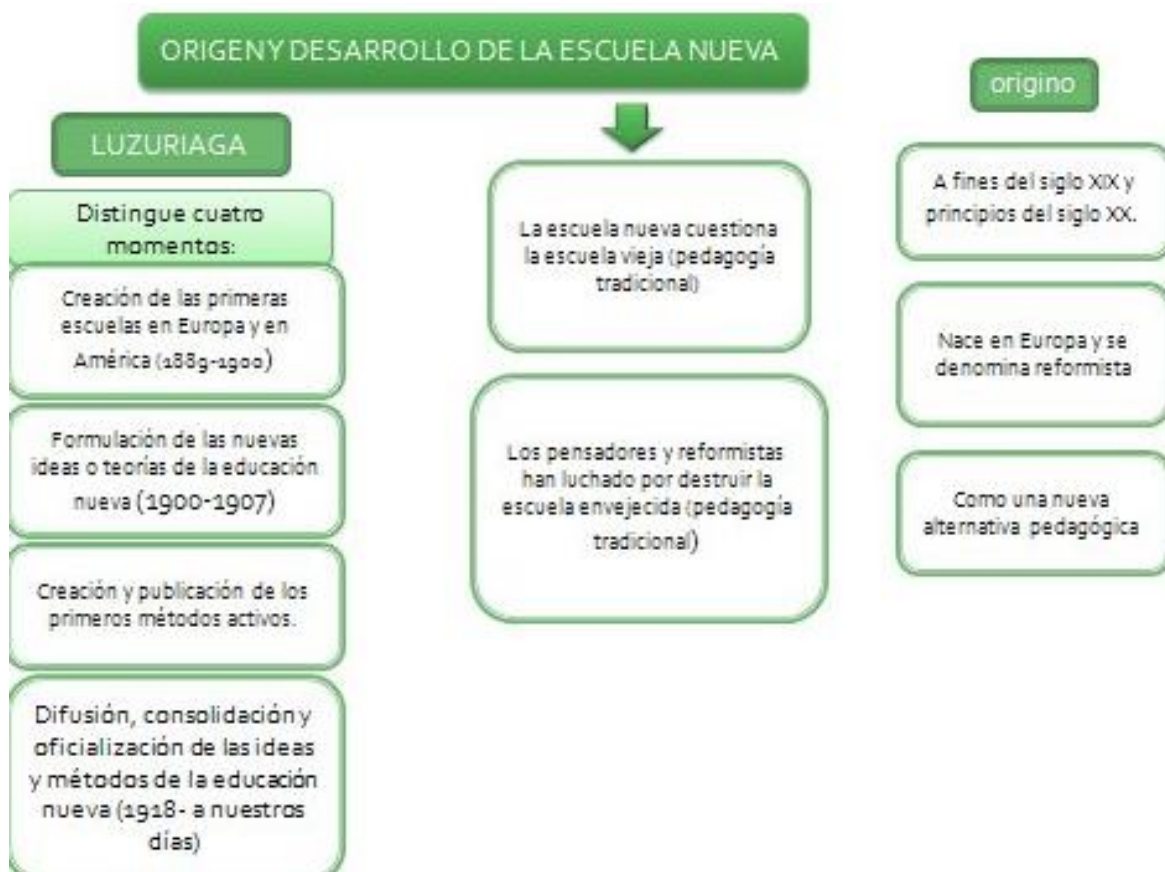 ORIGEN Y DESARROLLO DE LA ESCUELA NUEVA
LUZURIAGA
Distingue cuatro
momentos:
Creación de las primeras
escuelas en Europa y en
América (1889-1900)
Formulación de las nuevas
ideas o teorías de la educación
nueva (1900-1907)
Creación y publicación de los
primeros métodos activos.
Difusión, consolidación y
oficialización de las ideas
y métodos de la educación
nueva (1918- a nuestros
días)
La escuela nueva cuestiona
la escuela vieja (pedagogía
tradicional)
Los pensadores y reformistas
han luchado por destruir la
escuela envejecida (pedagogía
tradicional)
origino
A fines del siglo XIX y
principios del siglo XX.
Nace en Europa y se
denomina reformista
Como una nueva
alternativa pedagógica